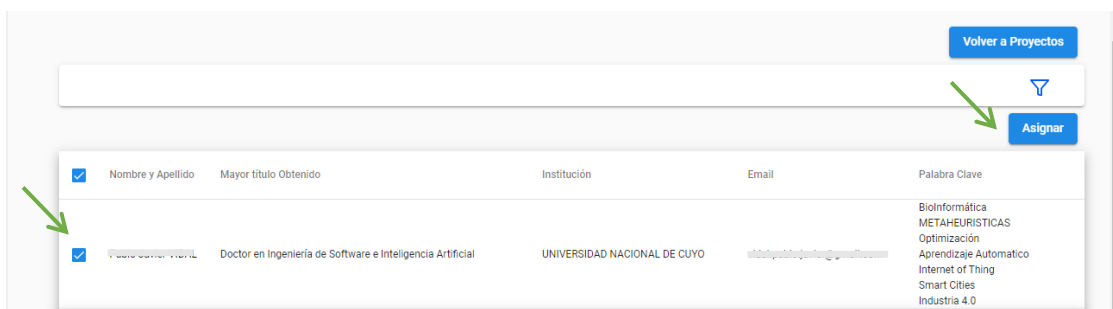 Volver a Proyectos
Asignar
Nombre y Apellido Mayor título Obtenido Institución Email Palabra Clave
Doctor en Ingeniería de Software e Inteligencia Artificial UNIVERSIDAD NACIONAL DE CUYO
BioInformática
METAHEURISTICAS
Optimización
Aprendizaje Automatico
Internet of Thing
Smart Cities
Industria 4.0